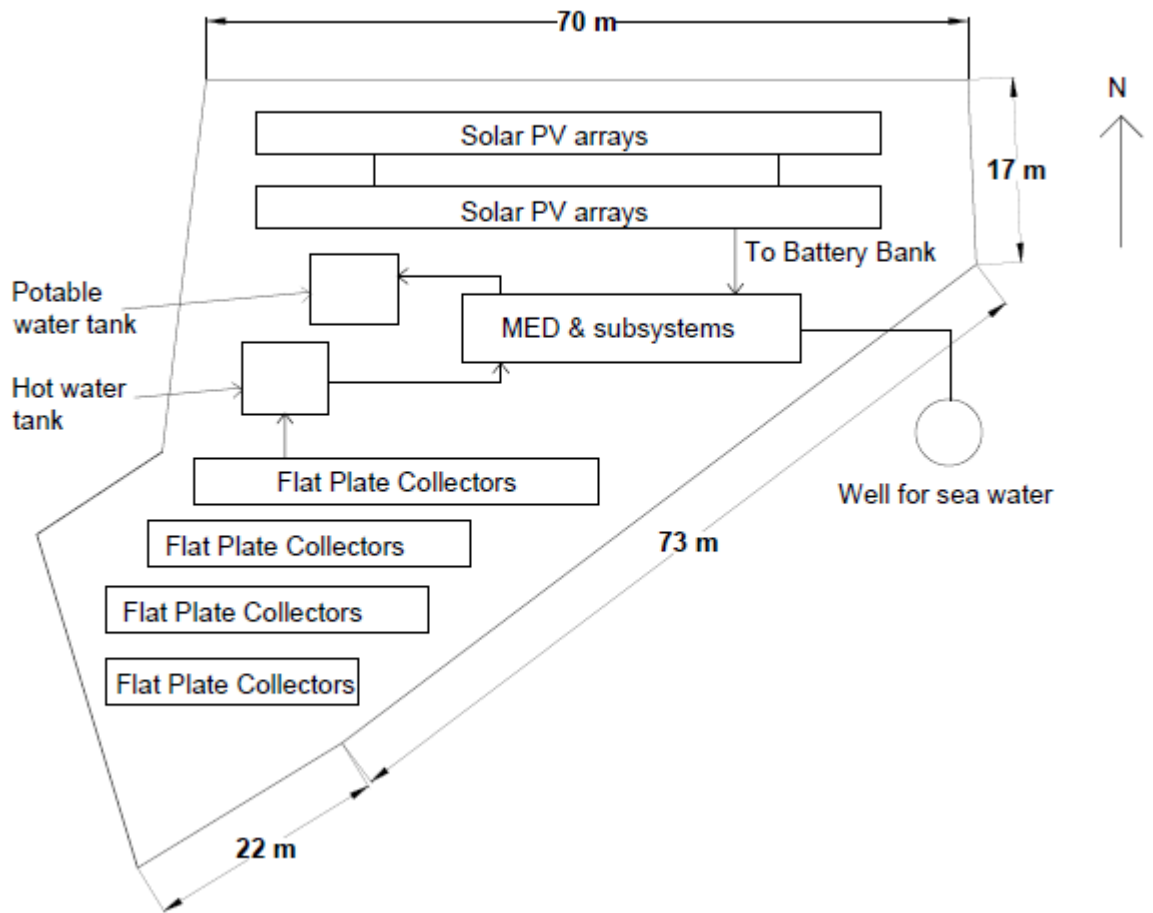 70 m
N
Solar PV arrays
17 m
Solar PV arrays
To Battery Bank
Potable
water tank
MED & subsystems
Hot water
tank
Flat Plate Collectors
Well for sea water
Flat Plate Collectors
73 m
Flat Plate Collectors
Flat Plate Collectors
22 m